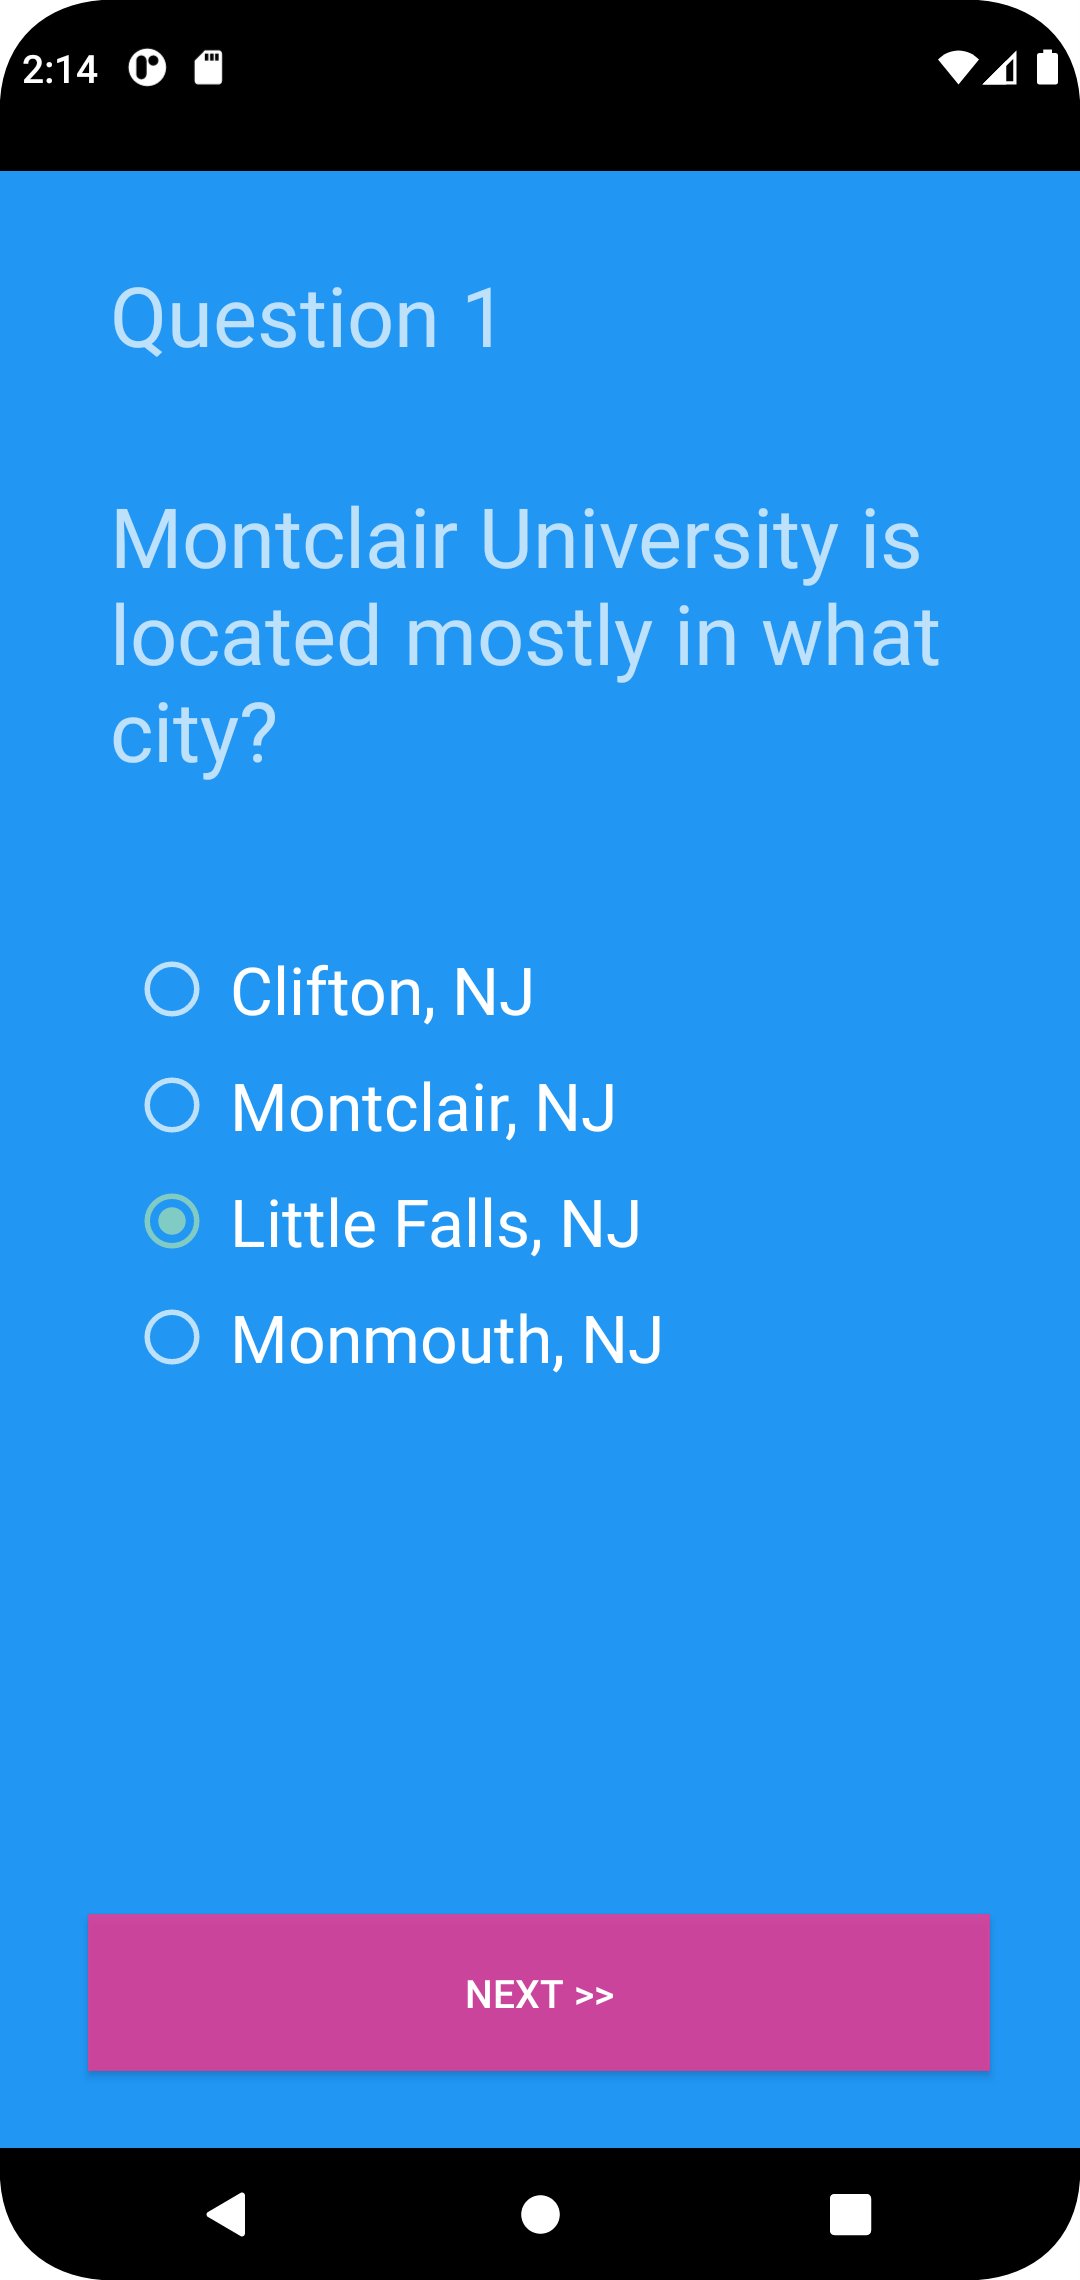 2:14
Question 1
Montclair University is
located mostly in what
city?
Clifton, NJ
Montclair, NJ
Little Falls, NJ
Monmouth, NJ
NEXT >>